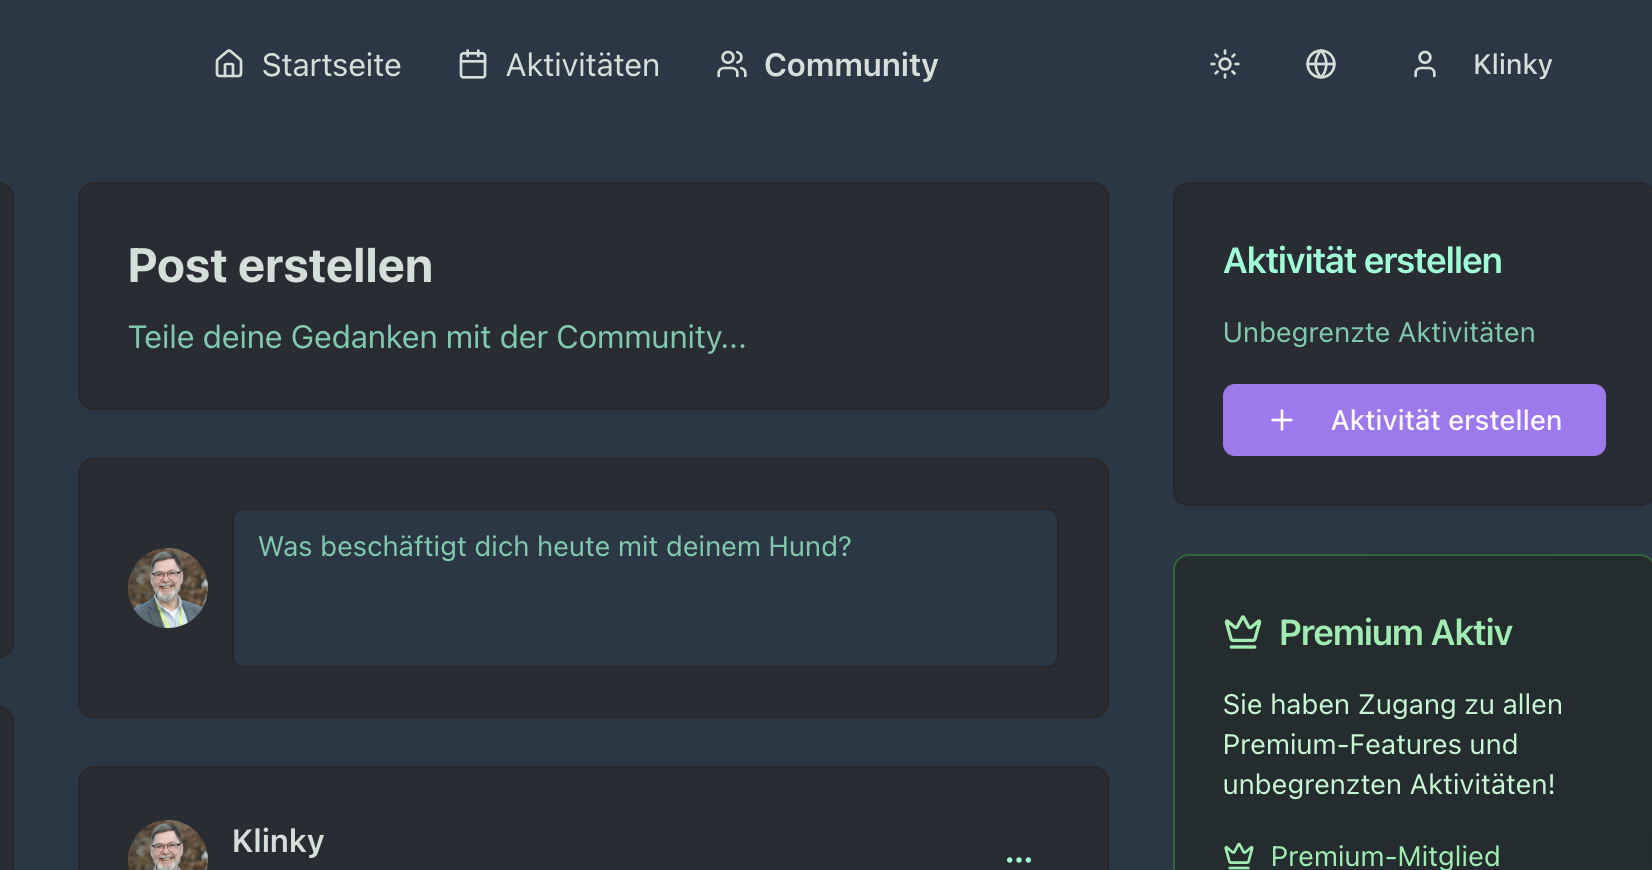 Startseite
Aktivitäten
Community
Klinky
Post erstellen
Teile deine Gedanken mit der Community...
Was beschäftigt dich heute mit deinem Hund?
Klinky
Aktivität erstellen
Unbegrenzte Aktivitäten
Aktivität erstellen
Premium Aktiv
Sie haben Zugang zu allen
Premium-Features und
unbegrenzten Aktivitäten!
Premium-Mitglied